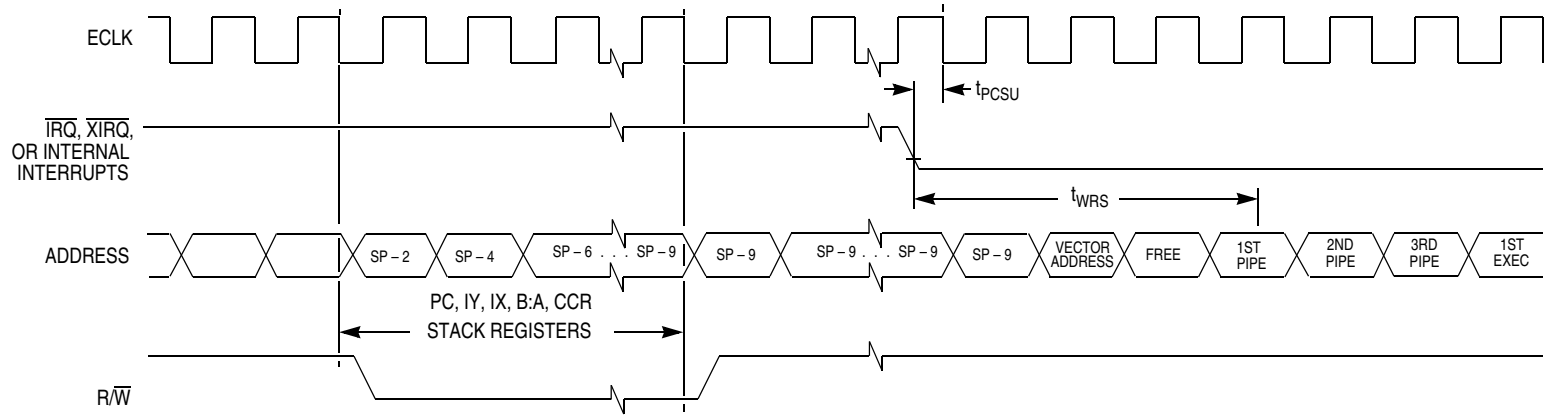 ECLK
tPCSU
IRQ, XIRQ,
OR INTERNAL
INTERRUPTS
tWRS
ADDRESS
SP – 2
SP – 4
SP – 6 . . . SP – 9
SP – 9
SP – 9 . . . SP – 9
SP – 9
VECTOR
ADDRESS
FREE
1ST
PIPE
2ND
PIPE
3RD
PIPE
1ST
EXEC
PC, IY, IX, B:A, CCR
STACK REGISTERS
R/W